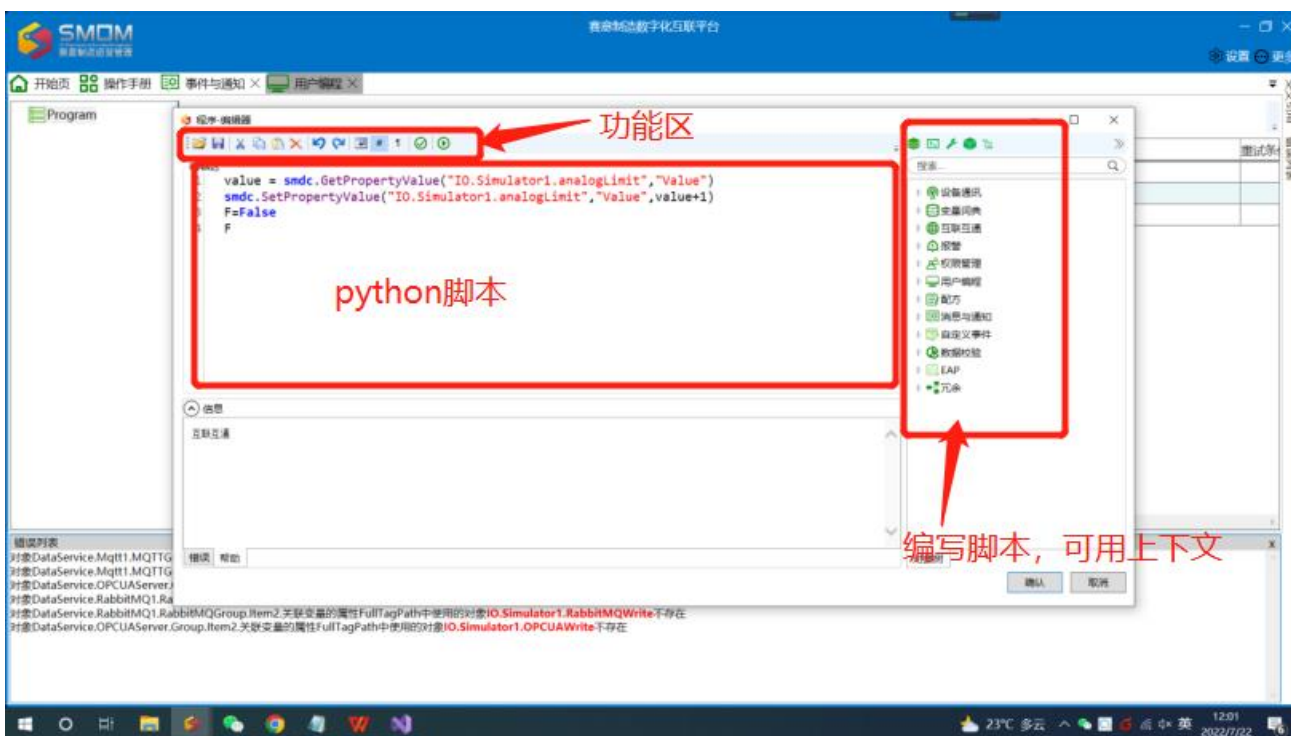 SMOM
赛意制造数字化互联平台
设置
开始页
操作手册
事件与通知
用户编程
Program
程序-编辑器
功能区
重试条件
搜索...
1 value = smdc.GetPropertyValue("IO.Simulator1.analogLimit","Value")
2 smdc.SetPropertyValue("IO.Simulator1.analogLimit","Value",value+1)
3 F=False
4 F
python脚本
设备通讯
变量词典
互联互通
报警
权限管理
用户编程
配方
消息与通知
自定义事件
数据校验
EAP
冗余
信息
互联互通
编写脚本，可用上下文
错误 帮助
确认 取消
错误列表
对象DataService.Mqtt1.MQTTG
对象DataService.Mqtt1.MQTTG
对象DataService.OPCUAServer.
对象DataService.RabbitMQ1.Ra
对象DataService.RabbitMQ1.RabbitMQGroup.Item2.关联变量的属性FullTagPath中使用的对象IO.Simulator1.RabbitMQWrite不存在
对象DataService.OPCUAServer.Group.Item2.关联变量的属性FullTagPath中使用的对象IO.Simulator1.OPCUAWrite不存在
23°C 多云
英
12:01
2022/7/22